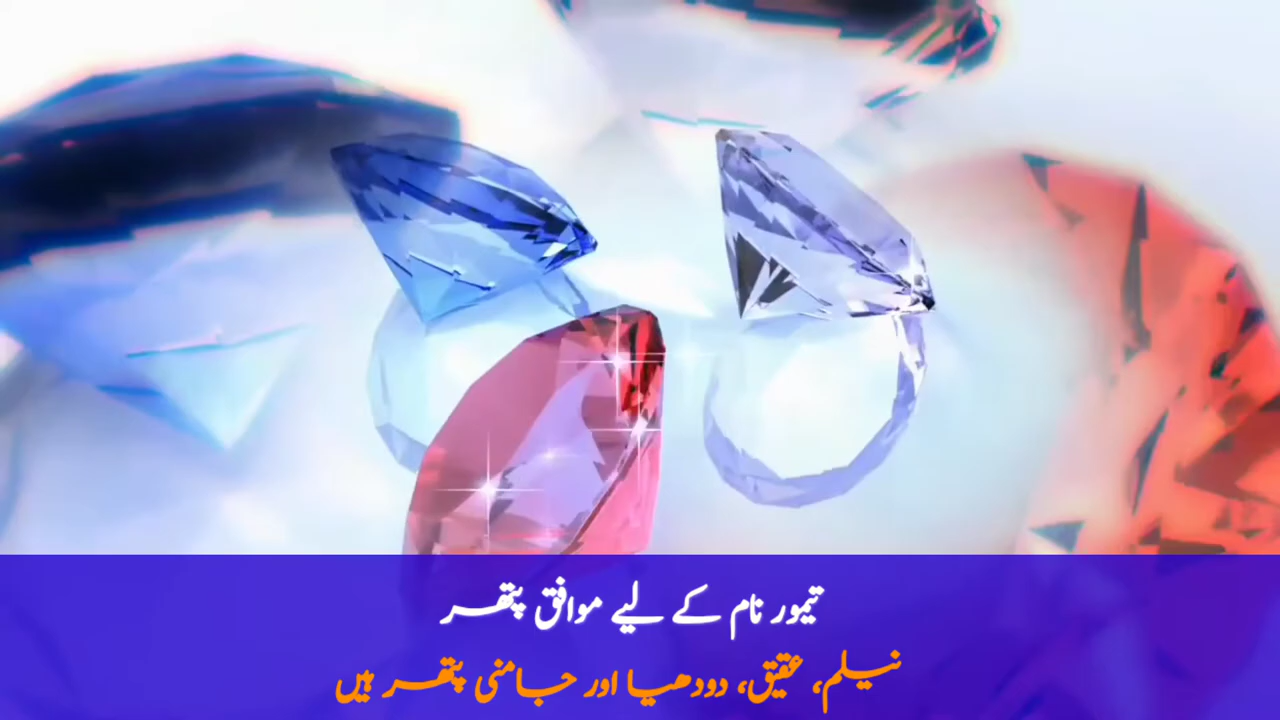 تیمور نام کے لیے موافق پتھر
نیلم، عقیق، دودھیا اور جامنی پتھر ہیں